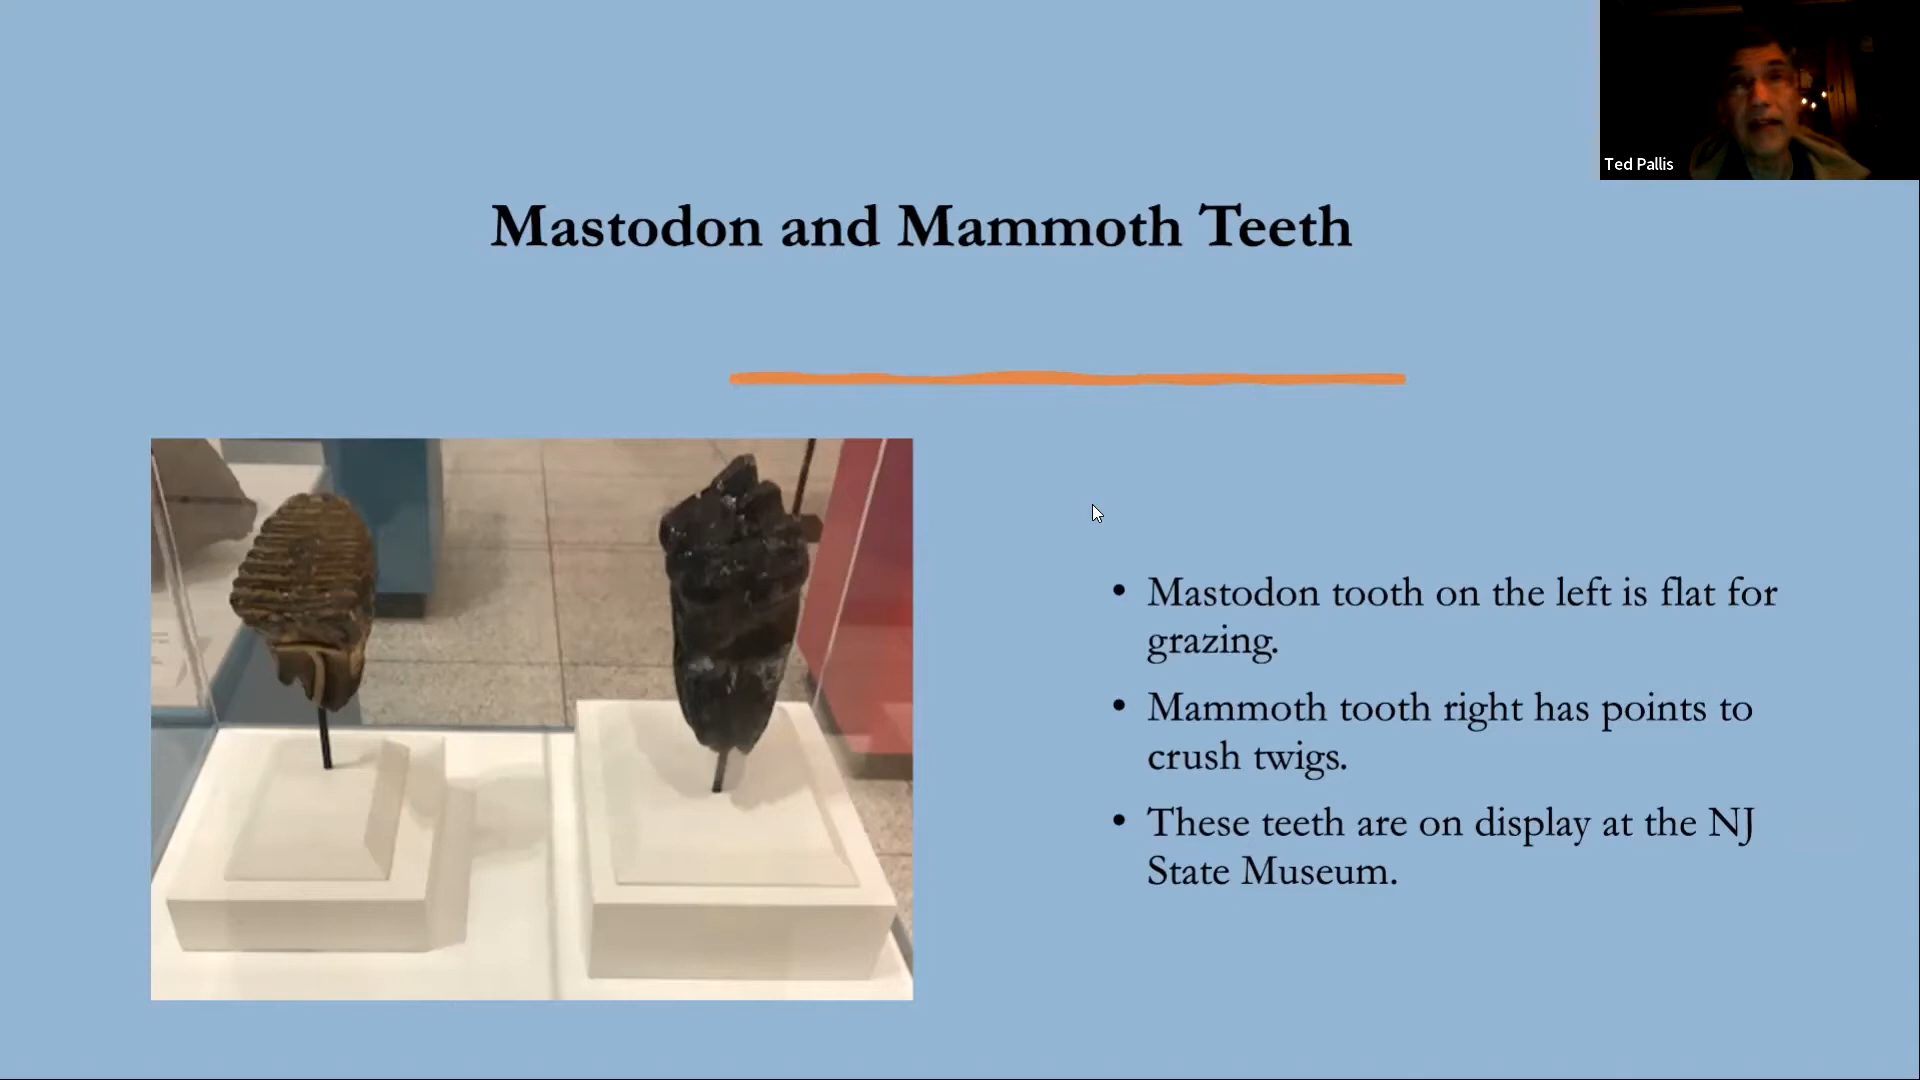 Ted Pallis
Mastodon and Mammoth Teeth
• Mastodon tooth on the left is flat for
grazing.
• Mammoth tooth right has points to
crush twigs.
• These teeth are on display at the NJ
State Museum.